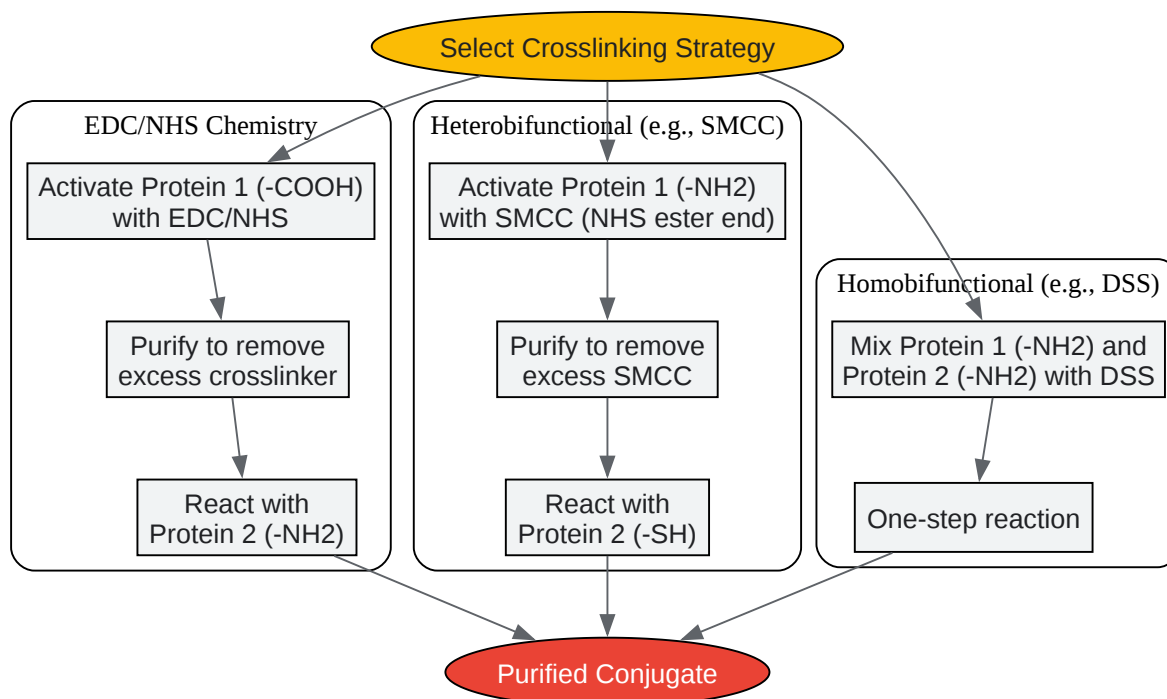 Select Crosslinking Strategy
EDC/NHS Chemistry
Activate Protein 1 (-COOH)
with EDC/NHS
Purify to remove
excess crosslinker
React with
Protein 2 (-NH2)
Heterobifunctional (e.g., SMCC)
Activate Protein 1 (-NH2)
with SMCC (NHS ester end)
Purify to remove
excess SMCC
React with
Protein 2 (-SH)
Homobifunctional (e.g., DSS)
Mix Protein 1 (-NH2) and
Protein 2 (-NH2) with DSS
One-step reaction
Purified Conjugate